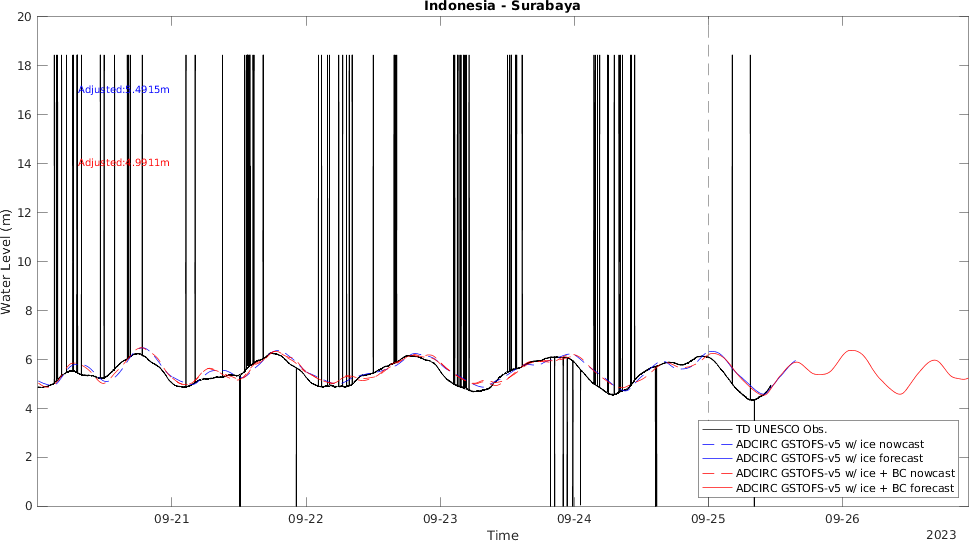 Indonesia - Surabaya
20
18
16
14
12
10
8
6
4
2
0
Water Level (m)
Adjusted:5.4915m
Adjusted:4.9911m
TD UNESCO Obs.
ADCIRC GSTOFS-v5 w/ ice nowcast
ADCIRC GSTOFS-v5 w/ ice forecast
ADCIRC GSTOFS-v5 w/ ice + BC nowcast
ADCIRC GSTOFS-v5 w/ ice + BC forecast
09-21 09-22 09-23 09-24 09-25 09-26
Time
2023